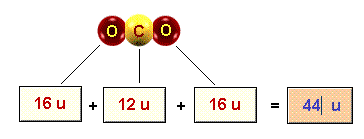 O C O
16 u + 12 u + 16 u = 44 u